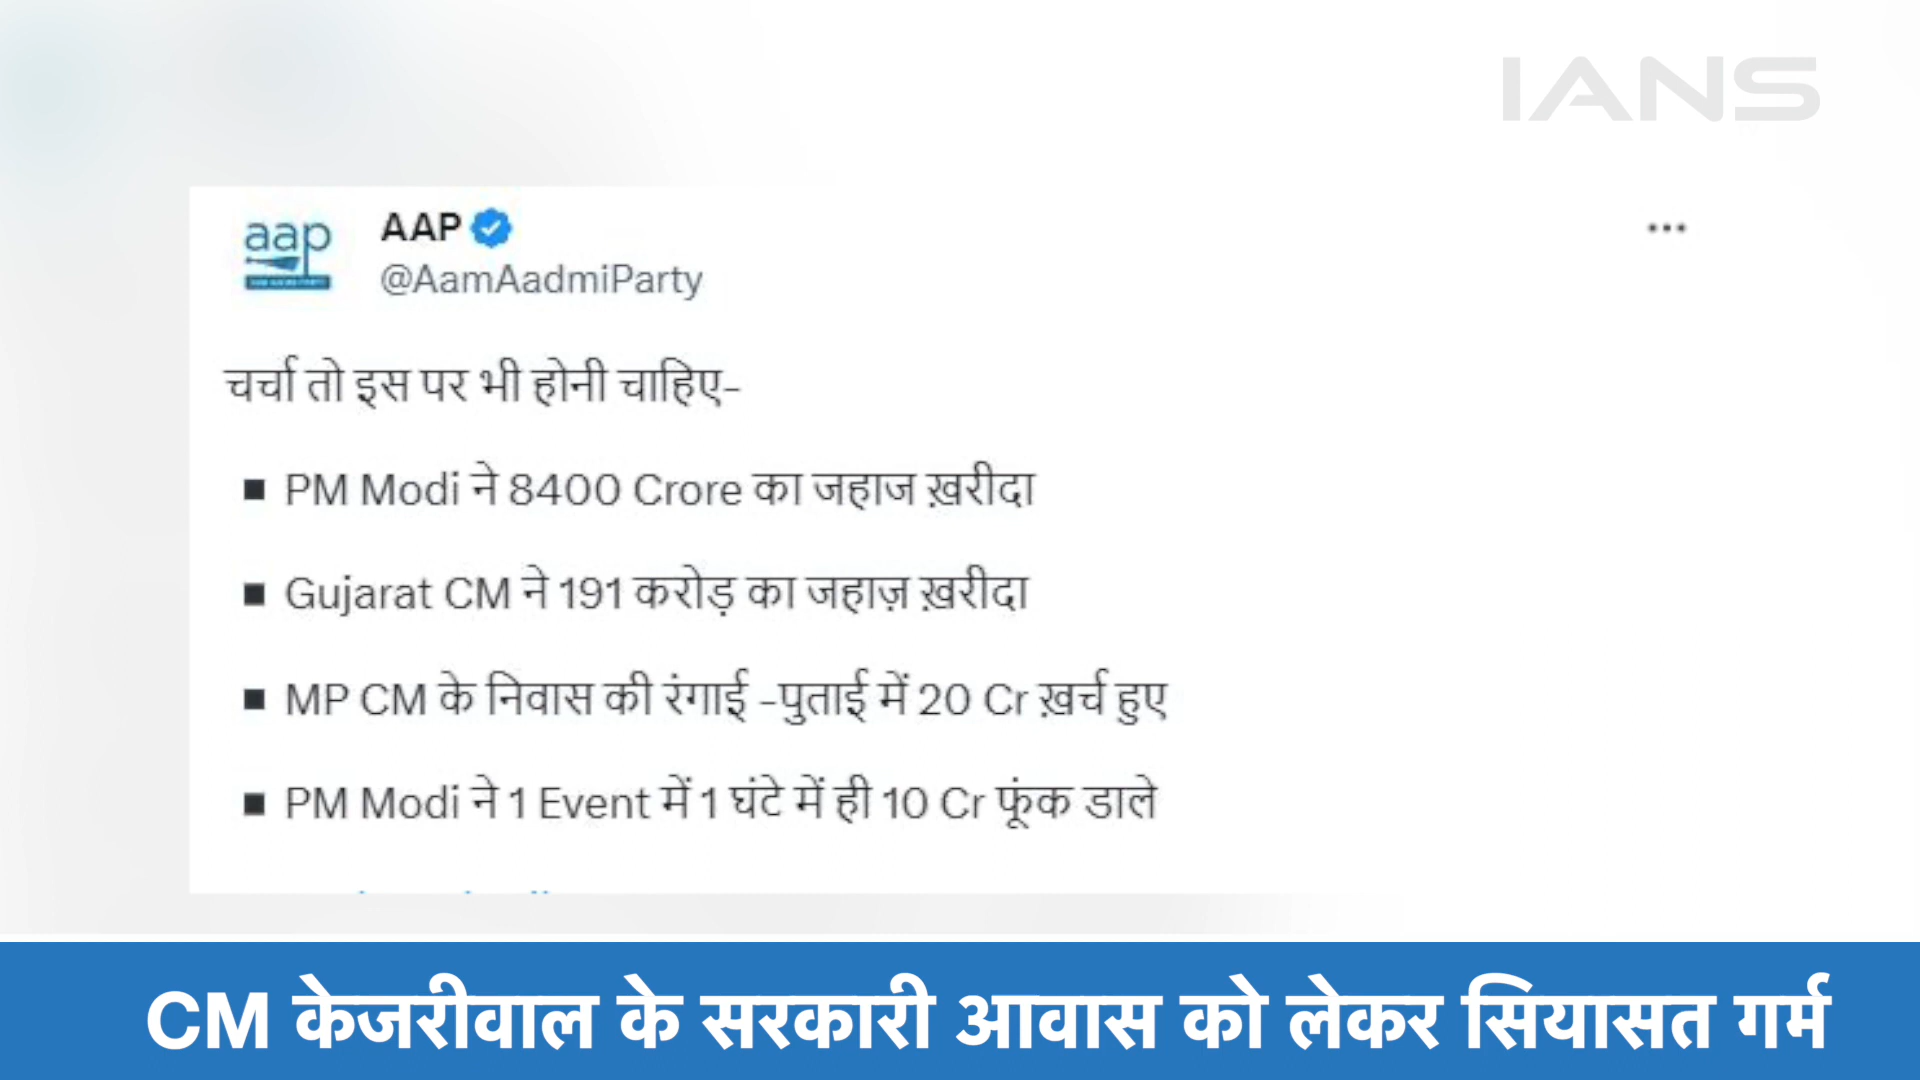 IANS
aap
AAP
@AamAadmiParty
चर्चा तो इस पर भी होनी चाहिए-
▪ PM Modi ने 8400 Crore का जहाज ख़रीदा
▪ Gujarat CM ने 191 करोड़ का जहाज़ ख़रीदा
▪ MP CM के निवास की रंगाई -पुताई में 20 Cr ख़र्च हुए
▪ PM Modi ने 1 Event में 1 घंटे में ही 10 Cr फूंक डाले
CM केजरीवाल के सरकारी आवास को लेकर सियासत गर्म